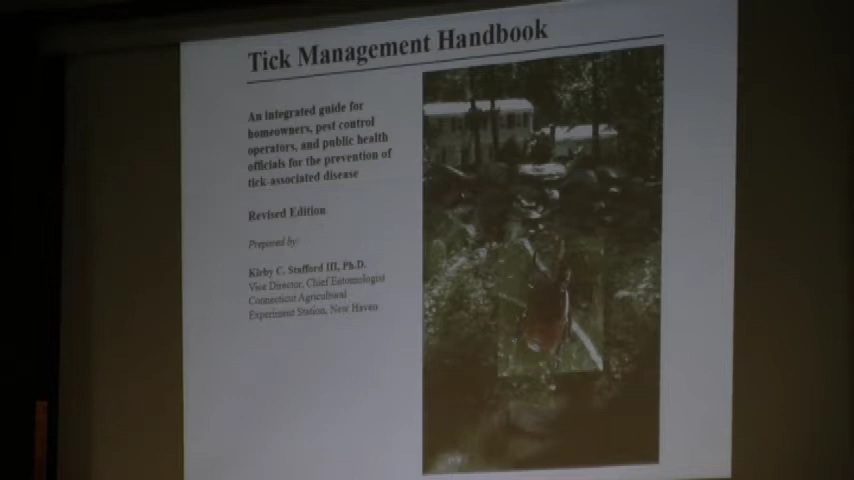 Tick Management Handbook
An integrated guide for
homeowners, pest control
operators, and public health
officials for the prevention of
tick-associated disease
Revised Edition
Prepared by:
Kirby C. Stafford III, Ph.D.
Vice Director, Chief Entomologist
Connecticut Agricultural
Experiment Station, New Haven